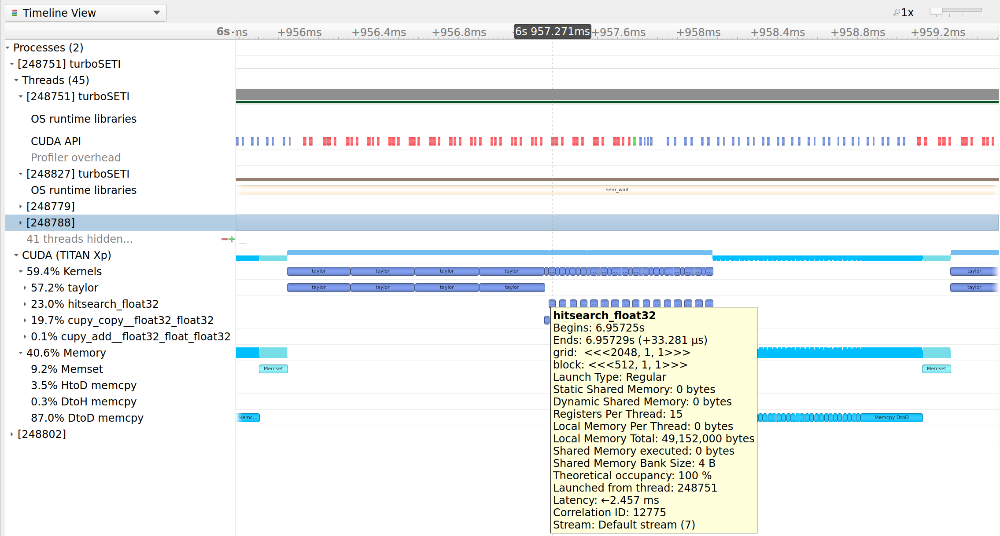 Timeline View
1x
6s
ms
+956ms
+956.4ms
+956.8ms
6s 957.271ms
+957.6ms
+958ms
+958.4ms
+958.8ms
+959.2ms
Processes (2)
[248751] turboSETI
Threads (45)
[248751] turboSETI
OS runtime libraries
CUDA API
Profiler overhead
[248827] turboSETI
OS runtime libraries
sem_wait
[248779]
[248788]
41 threads hidden...
CUDA (TITAN Xp)
59.4% Kernels
taylor taylor taylor taylor ... ... ... ... ... ... ... ... ... ... ... taylor
57.2% taylor
taylor taylor taylor taylor taylor
23.0% hitsearch_float32
... ... ... ... ... ... ... ... ... ... ... ... ... ... ... ...
19.7% cupy_copy__float32_float32
0.1% cupy_add__float32_float_float32
40.6% Memory
9.2% Memset
Memset Memset
3.5% HtoD memcpy
0.3% DtoH memcpy
87.0% DtoD memcpy
Memc... Memcpy DtoD
[248802]
hitsearch_float32
Begins: 6.95725s
Ends: 6.95729s (+33.281 μs)
grid: <<<2048, 1, 1>>>
block: <<<512, 1, 1>>>
Launch Type: Regular
Static Shared Memory: 0 bytes
Dynamic Shared Memory: 0 bytes
Registers Per Thread: 15
Local Memory Per Thread: 0 bytes
Local Memory Total: 49,152,000 bytes
Shared Memory executed: 0 bytes
Shared Memory Bank Size: 4 B
Theoretical occupancy: 100 %
Launched from thread: 248751
Latency: ←2.457 ms
Correlation ID: 12775
Stream: Default stream (7)